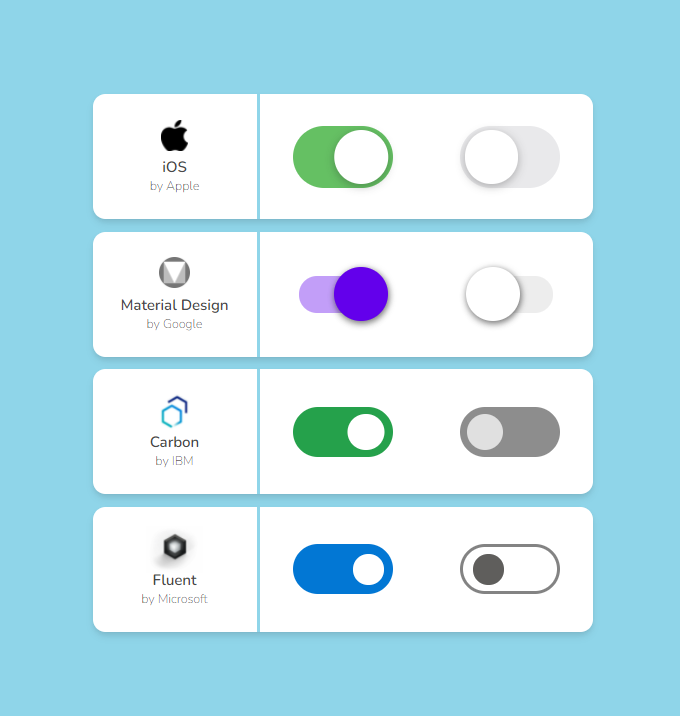 iOS
by Apple
Material Design
by Google
Carbon
by IBM
Fluent
by Microsoft